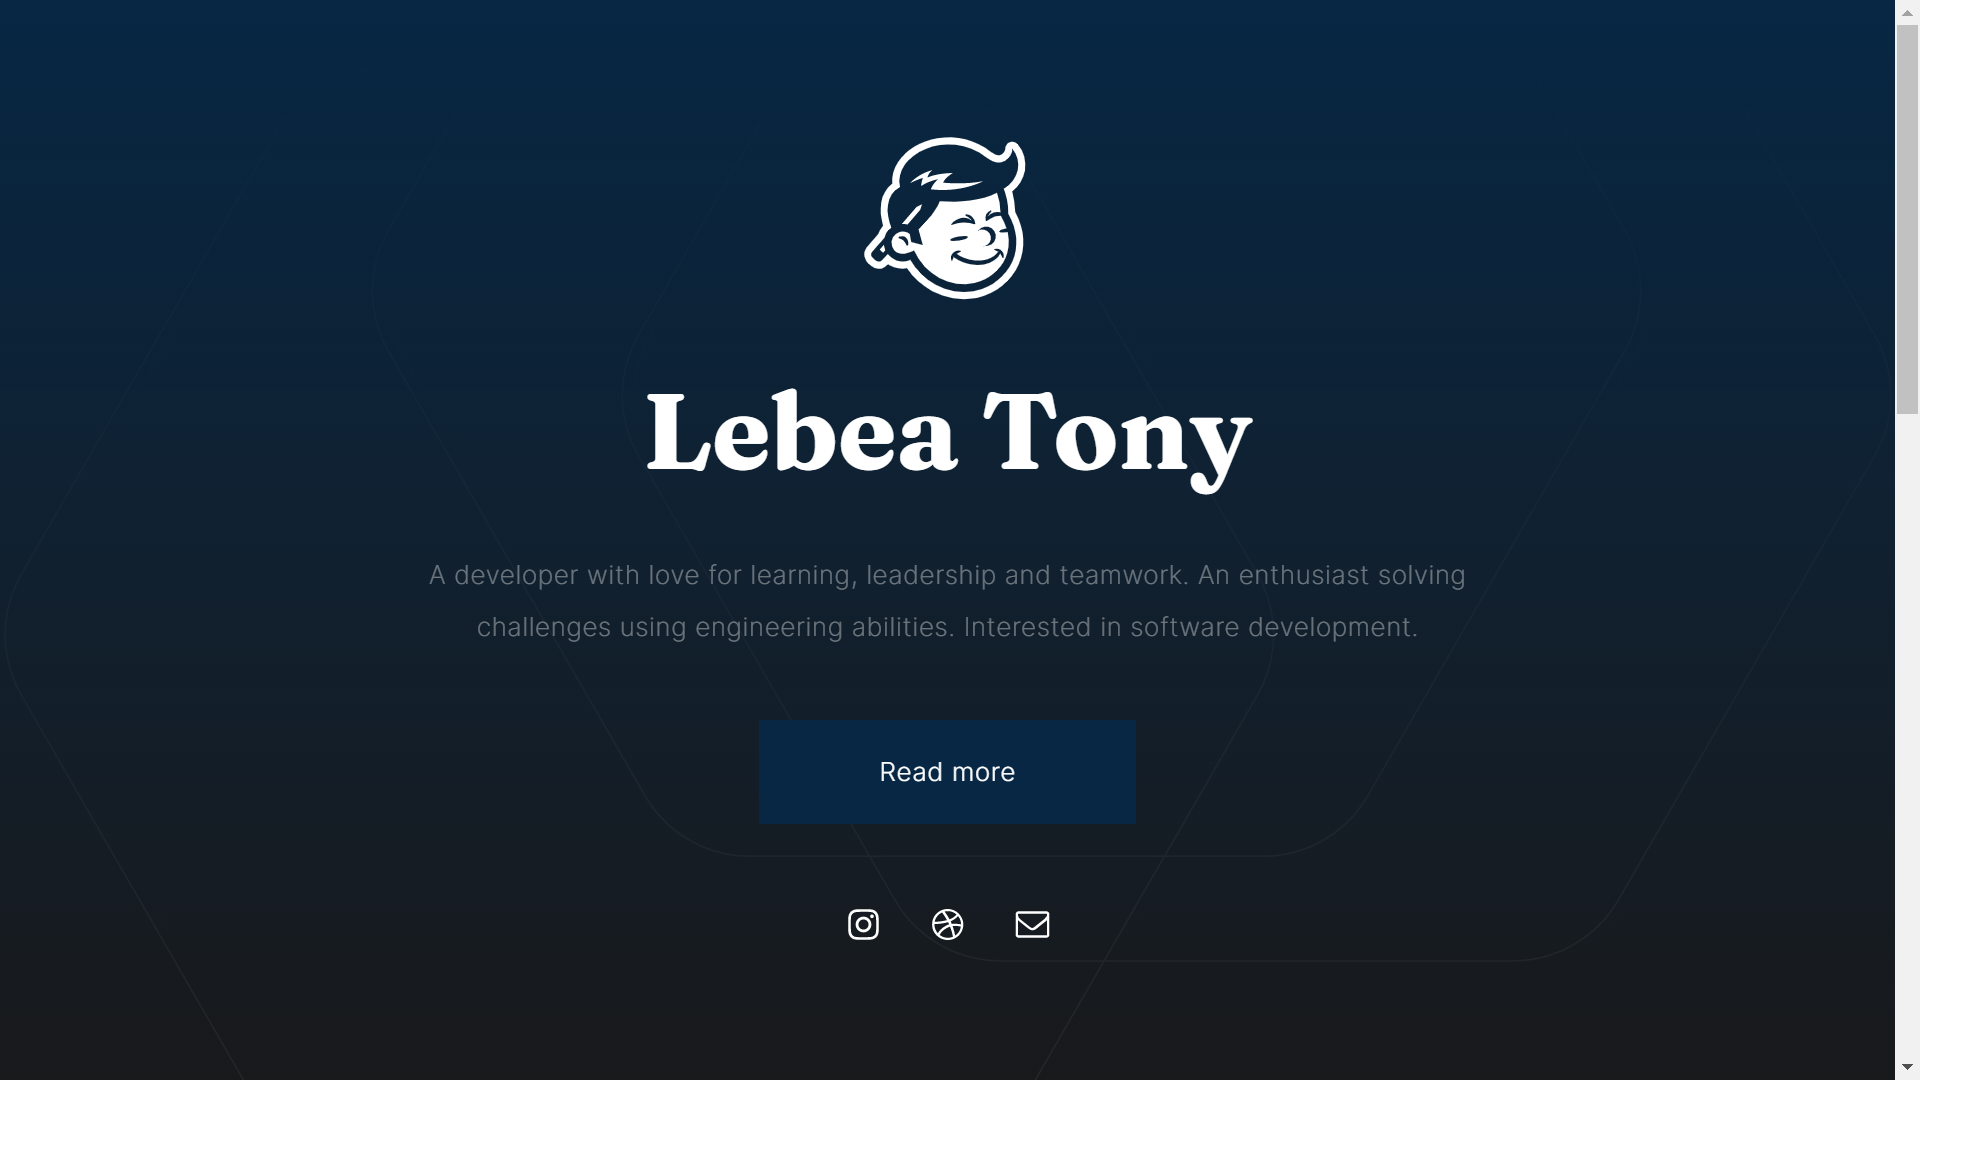 Lebea Tony
A developer with love for learning, leadership and teamwork. An enthusiast solving
challenges using engineering abilities. Interested in software development.
Read more